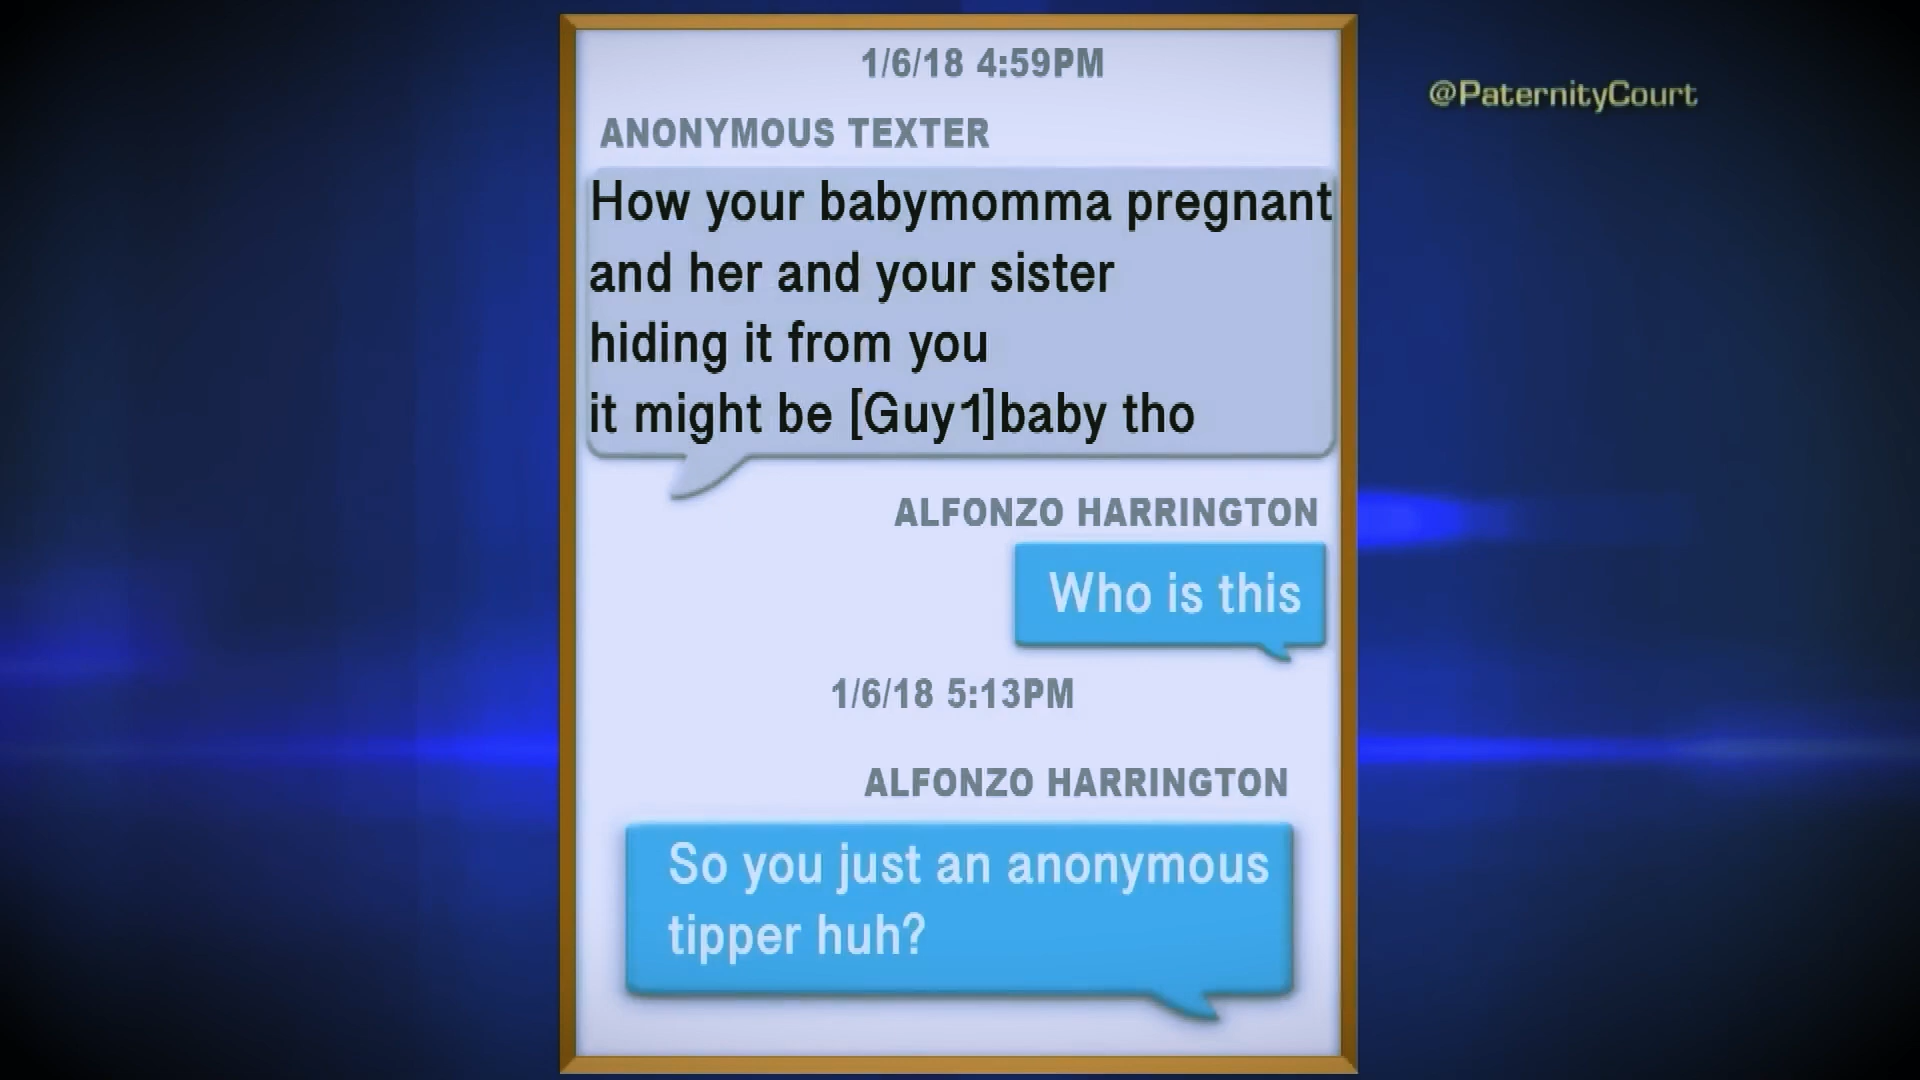 1/6/18 4:59PM
@PaternityCourt
ANONYMOUS TEXTER
How your babymomma pregnant
and her and your sister
hiding it from you
it might be [Guy1]baby tho
ALFONZO HARRINGTON
Who is this
1/6/18 5:13PM
ALFONZO HARRINGTON
So you just an anonymous
tipper huh?